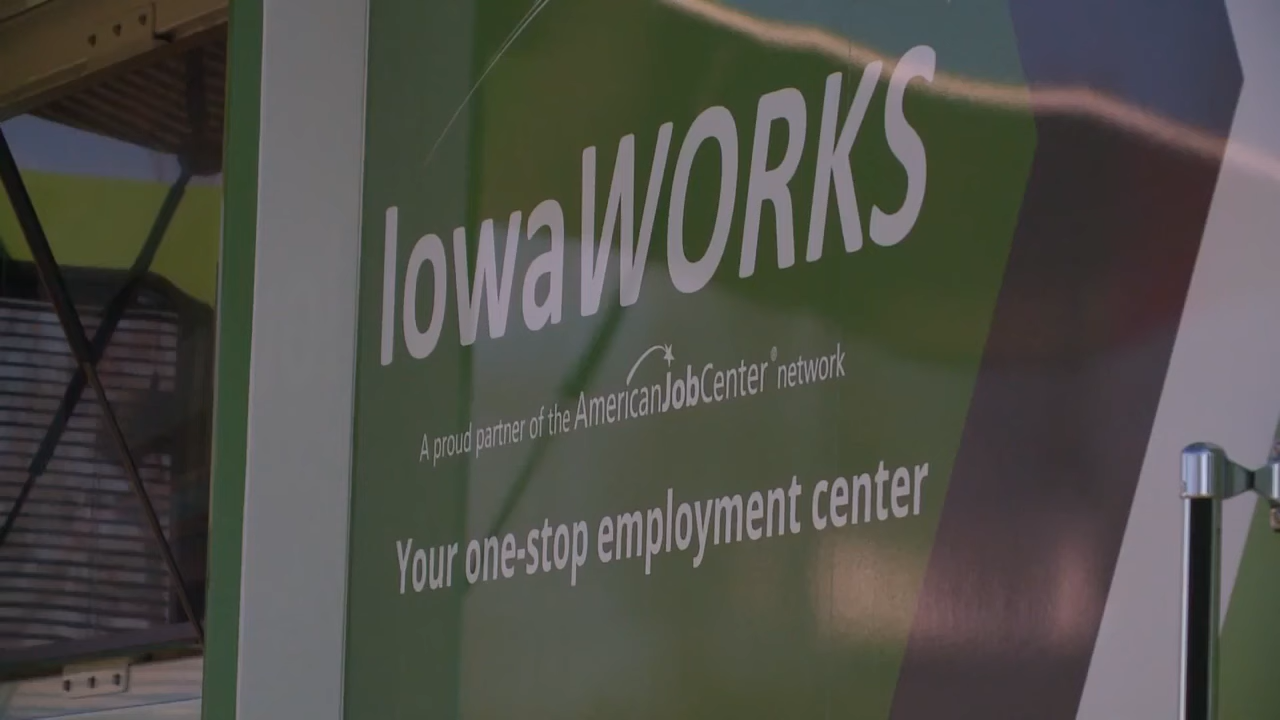 IowaWORKS
A proud partner of the AmericanJobCenter® network
Your one-stop employment center